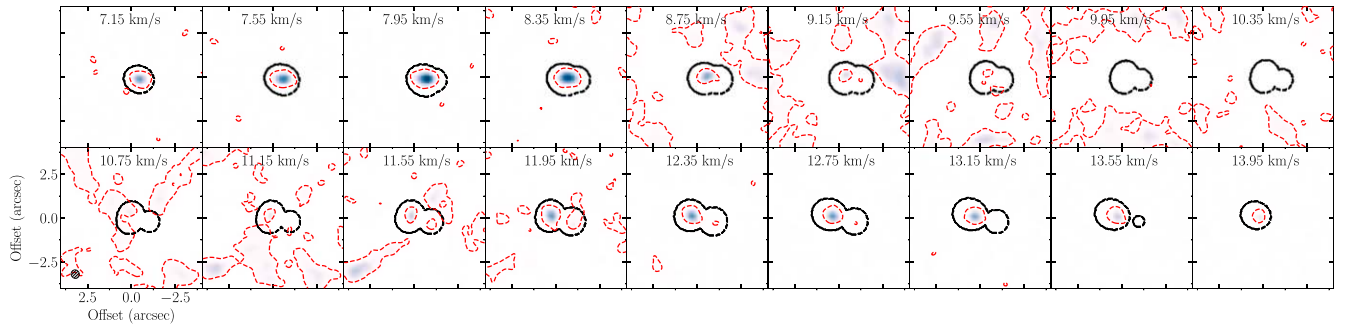 7.15 km/s 7.55 km/s 7.95 km/s 8.35 km/s 8.75 km/s 9.15 km/s 9.55 km/s 9.95 km/s 10.35 km/s
10.75 km/s 11.15 km/s 11.55 km/s 11.95 km/s 12.35 km/s 12.75 km/s 13.15 km/s 13.55 km/s 13.95 km/s
2.5
0.0
−2.5
Offset (arcsec)
2.5 0.0 −2.5
Offset (arcsec)